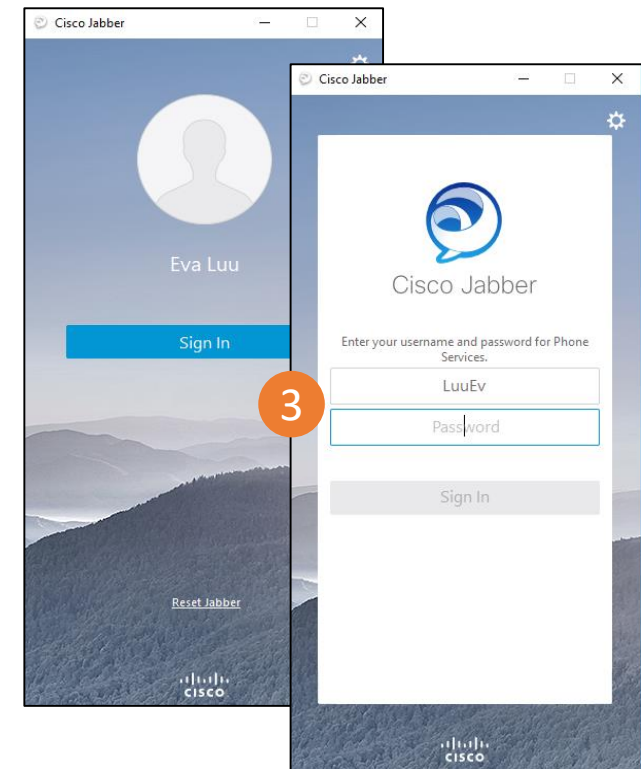 Cisco Jabber
Eva Luu
Sign In
Reset Jabber
CISCO
3
Cisco Jabber
Cisco Jabber
Enter your username and password for Phone
Services.
LuuEv
Password
Sign In
CISCO